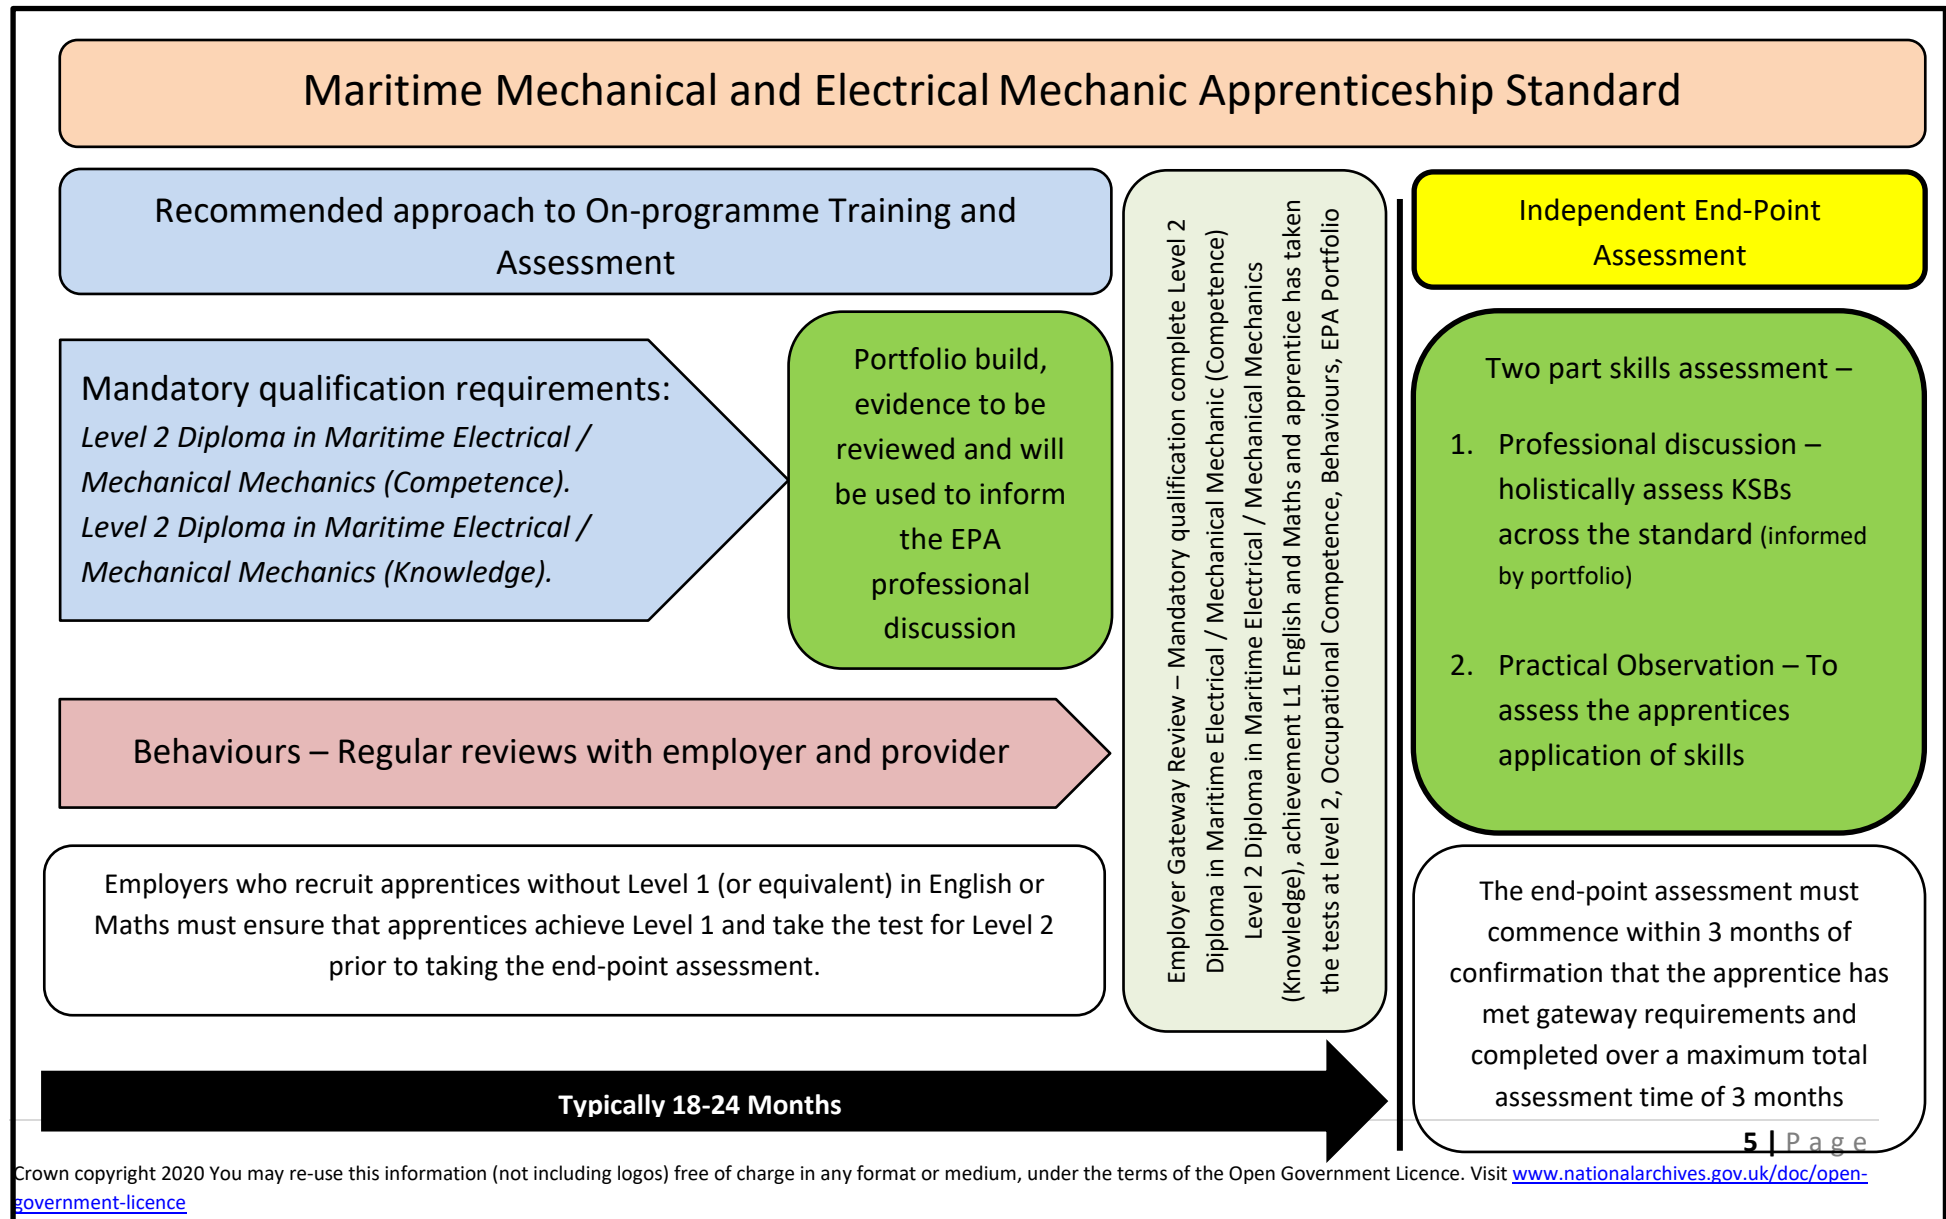 Maritime Mechanical and Electrical Mechanic Apprenticeship Standard
Recommended approach to On-programme Training and
Assessment
Mandatory qualification requirements:
Level 2 Diploma in Maritime Electrical /
Mechanical Mechanics (Competence).
Level 2 Diploma in Maritime Electrical /
Mechanical Mechanics (Knowledge).
Portfolio build,
evidence to be
reviewed and will
be used to inform
the EPA
professional
discussion
Behaviours – Regular reviews with employer and provider
Employers who recruit apprentices without Level 1 (or equivalent) in English or
Maths must ensure that apprentices achieve Level 1 and take the test for Level 2
prior to taking the end-point assessment.
Typically 18-24 Months
Employer Gateway Review – Mandatory qualification complete Level 2
Diploma in Maritime Electrical / Mechanical Mechanic (Competence)
Level 2 Diploma in Maritime Electrical / Mechanical Mechanics
(Knowledge), achievement L1 English and Maths and apprentice has taken
the tests at level 2, Occupational Competence, Behaviours, EPA Portfolio
Independent End-Point
Assessment
Two part skills assessment –
1. Professional discussion –
holistically assess KSBs
across the standard (informed
by portfolio)
2. Practical Observation – To
assess the apprentices
application of skills
The end-point assessment must
commence within 3 months of
confirmation that the apprentice has
met gateway requirements and
completed over a maximum total
assessment time of 3 months
5 | Page
Crown copyright 2020 You may re-use this information (not including logos) free of charge in any format or medium, under the terms of the Open Government Licence. Visit www.nationalarchives.gov.uk/doc/open-
government-licence